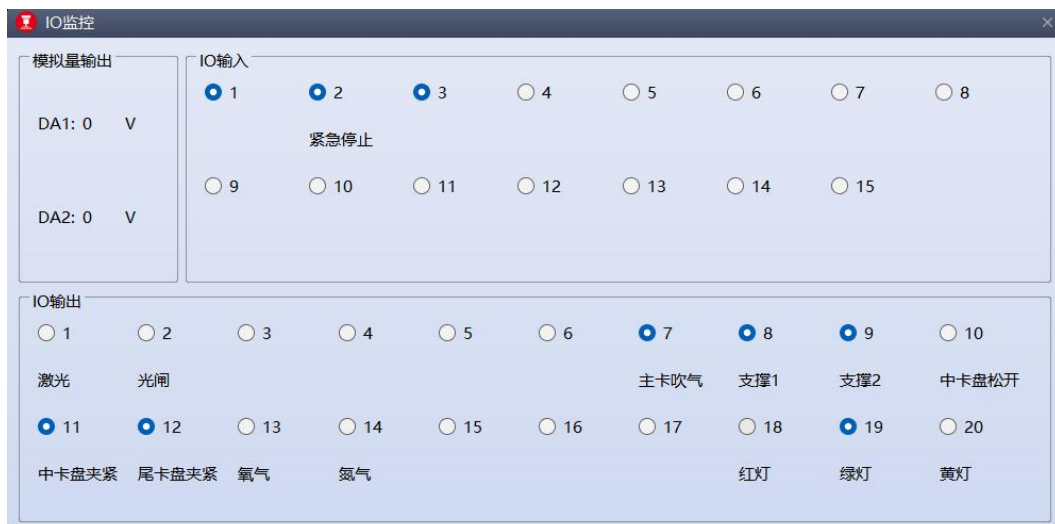 IO监控
模拟量输出
IO输入
1 2 3 4 5 6 7 8
DA1: 0 V
紧急停止
9 10 11 12 13 14 15
DA2: 0 V
IO输出
1 2 3 4 5 6 7 8 9 10
激光 光闸 主卡吹气 支撑1 支撑2 中卡盘松开
11 12 13 14 15 16 17 18 19 20
中卡盘夹紧 尾卡盘夹紧 氧气 氮气 红灯 绿灯 黄灯